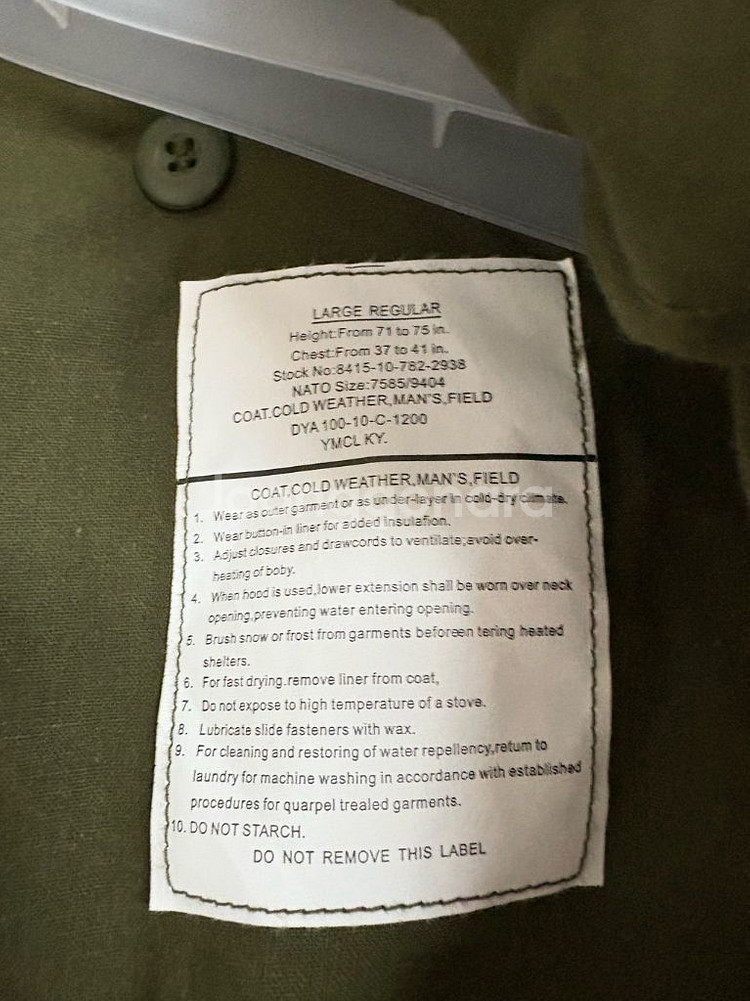 LARGE REGULAR
Height:From 71 to 75 in.
Chest:From 37 to 41 in.
Stock No:8415-10-782-2938
NATO Size:7585/9404
COAT.COLD WEATHER,MAN'S,FIELD
DYA 100-10-C-1200
YMCL KY.
COAT,COLD WEATHER,MAN'S,FIELD
1. Wear as outer garment or as under-layer in cold-dry climate.
2. Wear button-in liner for added insulafion.
3. Adjust closures and drawcords to ventilate;avoid over-
heating of boby.
4. When hood is used,lower extension shall be worn over neck
opening,preventing water entering opening.
5. Brush snow or frost from garments beforeen tering heated
shelters.
6. For fast drying.remove liner from coat,
7. Do not expose to high temperature of a stove.
8. Lubricate slide fasteners with wax.
9. For cleaning and restoring of water repellency,retum to
laundry for machine washing in accordance with established
procedures for quarpel trealed garments.
10. DO NOT STARCH.
DO NOT REMOVE THIS LABEL